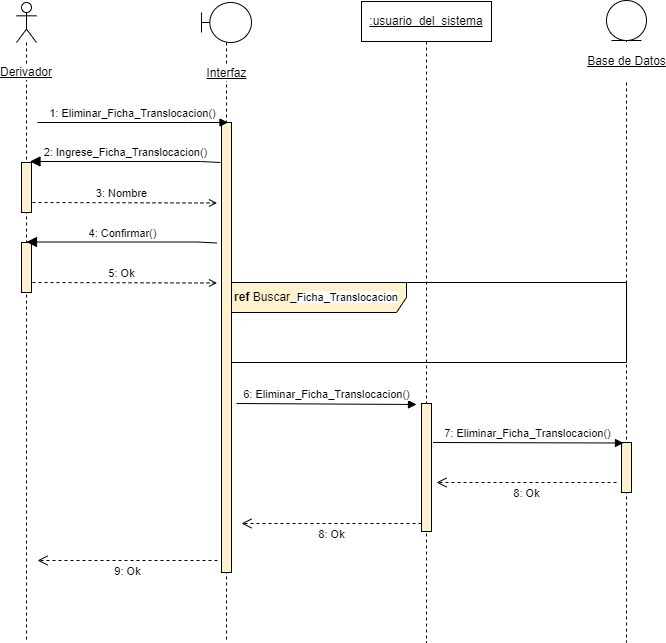 :usuario_del_sistema
Base de Datos
Derivador
Interfaz
1: Eliminar_Ficha_Translocacion()
2: Ingrese_Ficha_Translocacion()
3: Nombre
4: Confirmar()
5: Ok
ref Buscar_Ficha_Translocacion
6: Eliminar_Ficha_Translocacion()
7: Eliminar_Ficha_Translocacion()
8: Ok
8: Ok
9: Ok